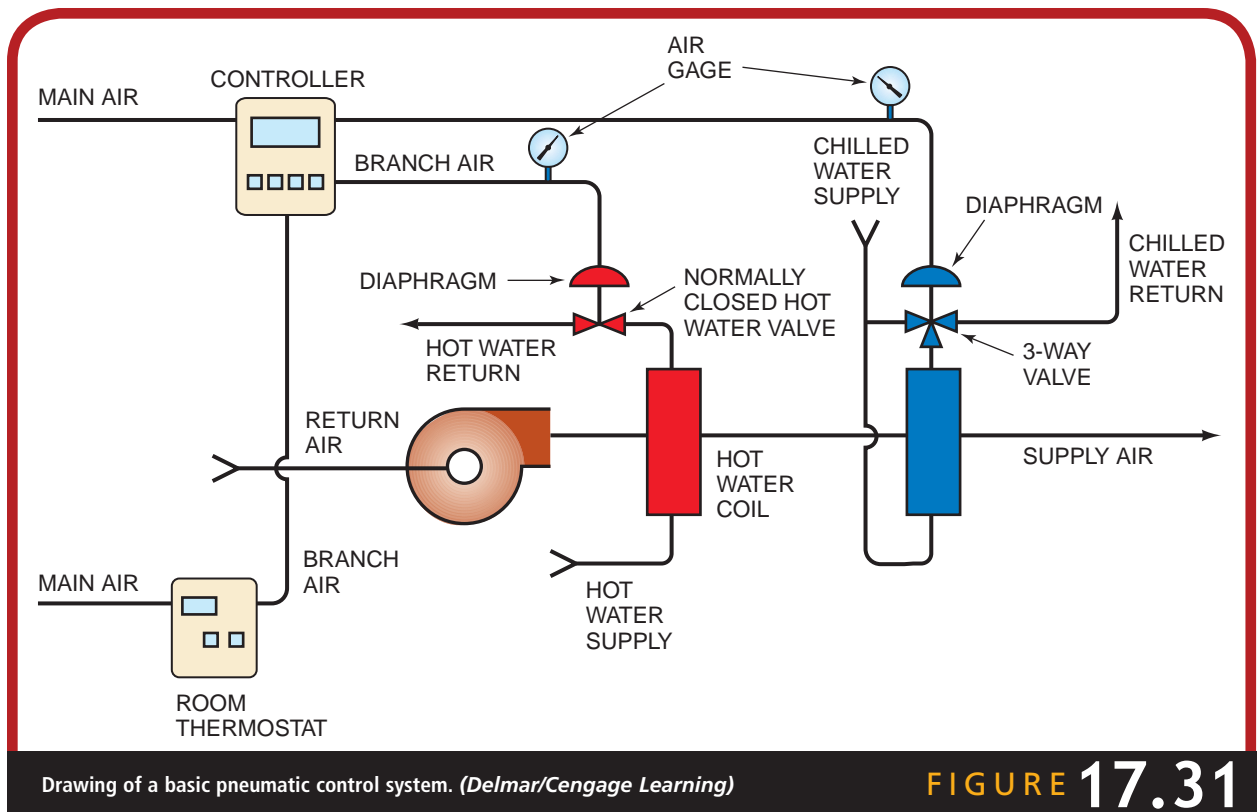 AIR
GAGE
CONTROLLER
MAIN AIR
CHILLED
WATER
SUPPLY
BRANCH AIR
DIAPHRAGM
CHILLED
WATER
RETURN
DIAPHRAGM
NORMALLY
CLOSED HOT
WATER VALVE
HOT WATER
RETURN
3-WAY
VALVE
RETURN
AIR
HOT
WATER
COIL
SUPPLY AIR
MAIN AIR
BRANCH
AIR
HOT
WATER
SUPPLY
ROOM
THERMOSTAT
Drawing of a basic pneumatic control system. (Delmar/Cengage Learning)
FIGURE 17.31